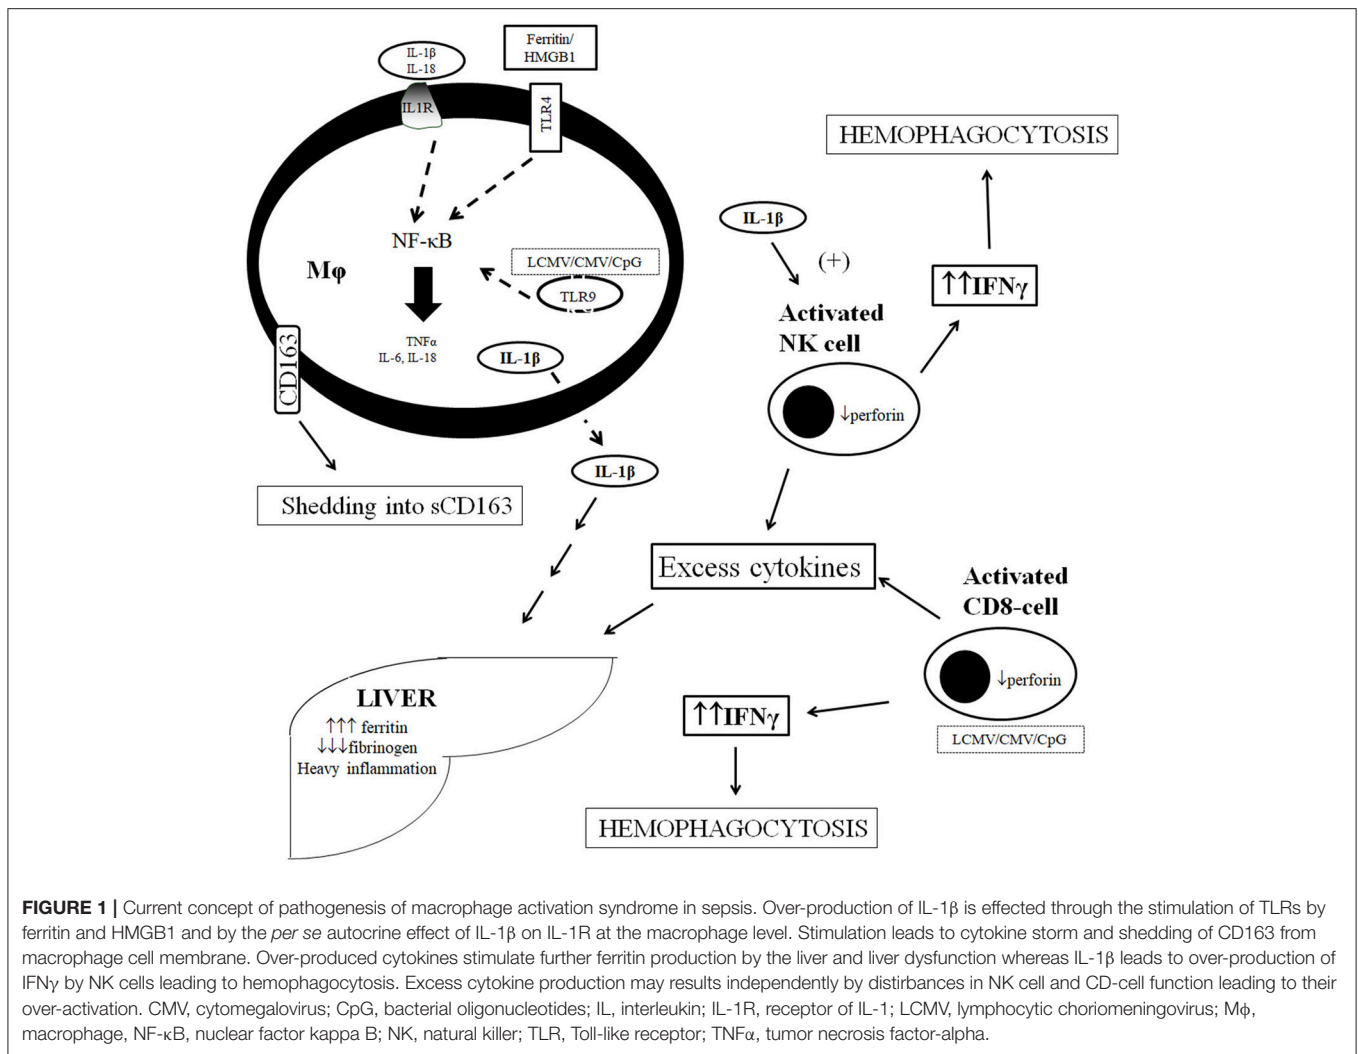 IL-1β
IL-18
Ferritin/
HMGB1
IL1R
TLR4
HEMOPHAGOCYTOSIS
IL-1β
(+)
NF-κB
LCMV/CMV/CpG
Mφ
TLR9
↑↑IFNγ
Activated
NK cell
TNFα
IL-6, IL-18
IL-1β
CD163
↓perforin
IL-1β
Shedding into sCD163
Excess cytokines
Activated
CD8-cell
↓perforin
LIVER
↑↑↑ ferritin
↓↓↓fibrinogen
Heavy inflammation
↑↑IFNγ
LCMV/CMV/CpG
HEMOPHAGOCYTOSIS
FIGURE 1 | Current concept of pathogenesis of macrophage activation syndrome in sepsis. Over-production of IL-1β is effected through the stimulation of TLRs by
ferritin and HMGB1 and by the per se autocrine effect of IL-1β on IL-1R at the macrophage level. Stimulation leads to cytokine storm and shedding of CD163 from
macrophage cell membrane. Over-produced cytokines stimulate further ferritin production by the liver and liver dysfunction whereas IL-1β leads to over-production of
IFNγ by NK cells leading to hemophagocytosis. Excess cytokine production may results independently by distirbances in NK cell and CD-cell function leading to their
over-activation. CMV, cytomegalovirus; CpG, bacterial oligonucleotides; IL, interleukin; IL-1R, receptor of IL-1; LCMV, lymphocytic choriomeningovirus; Mϕ,
macrophage, NF-κB, nuclear factor kappa B; NK, natural killer; TLR, Toll-like receptor; TNFα, tumor necrosis factor-alpha.